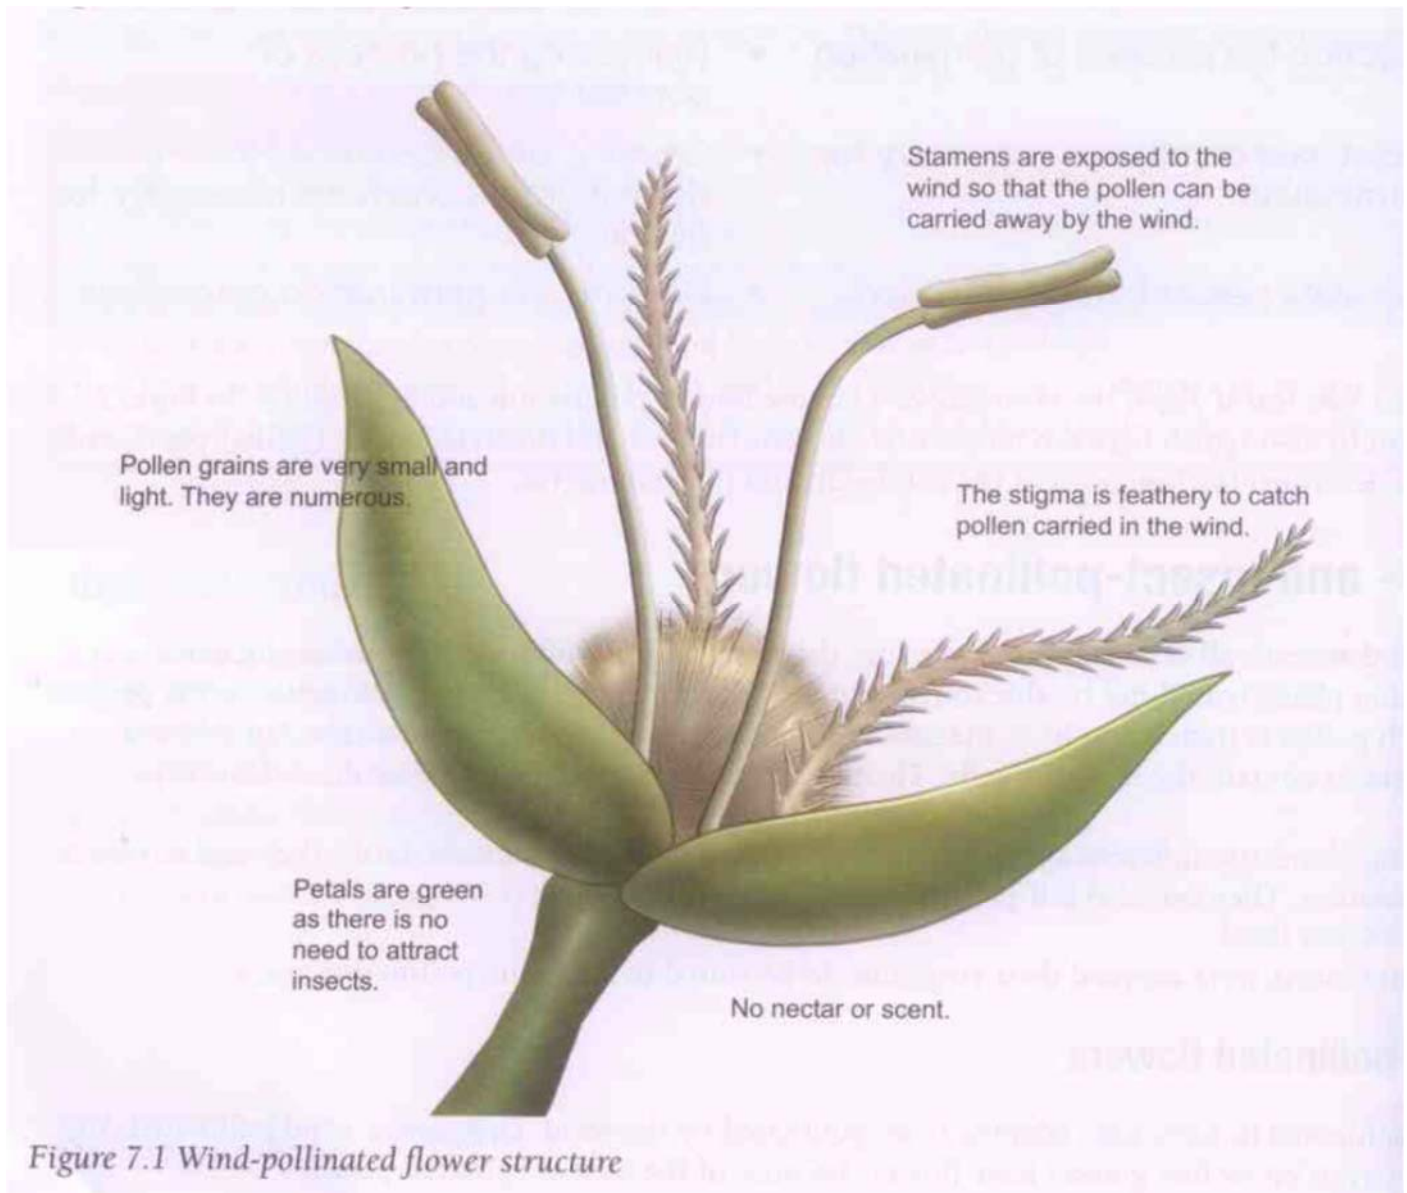 Stamens are exposed to the
wind so that the pollen can be
carried away by the wind.
Pollen grains are very small and
light. They are numerous.
The stigma is feathery to catch
pollen carried in the wind.
Petals are green
as there is no
need to attract
insects.
No nectar or scent.
Figure 7.1 Wind-pollinated flower structure